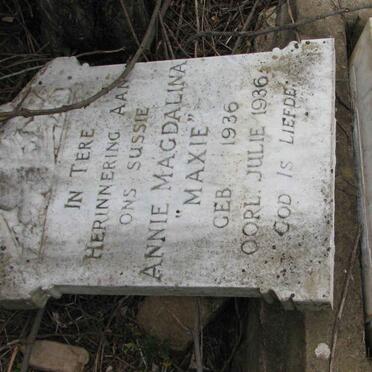 IN TERE
HERINNERING AAN
ONS SUSSIE
ANNIE MAGDALINA
"MAXIE"
GEB. 1936
OORL. JULIE 1936.
GOD IS LIEFDE.